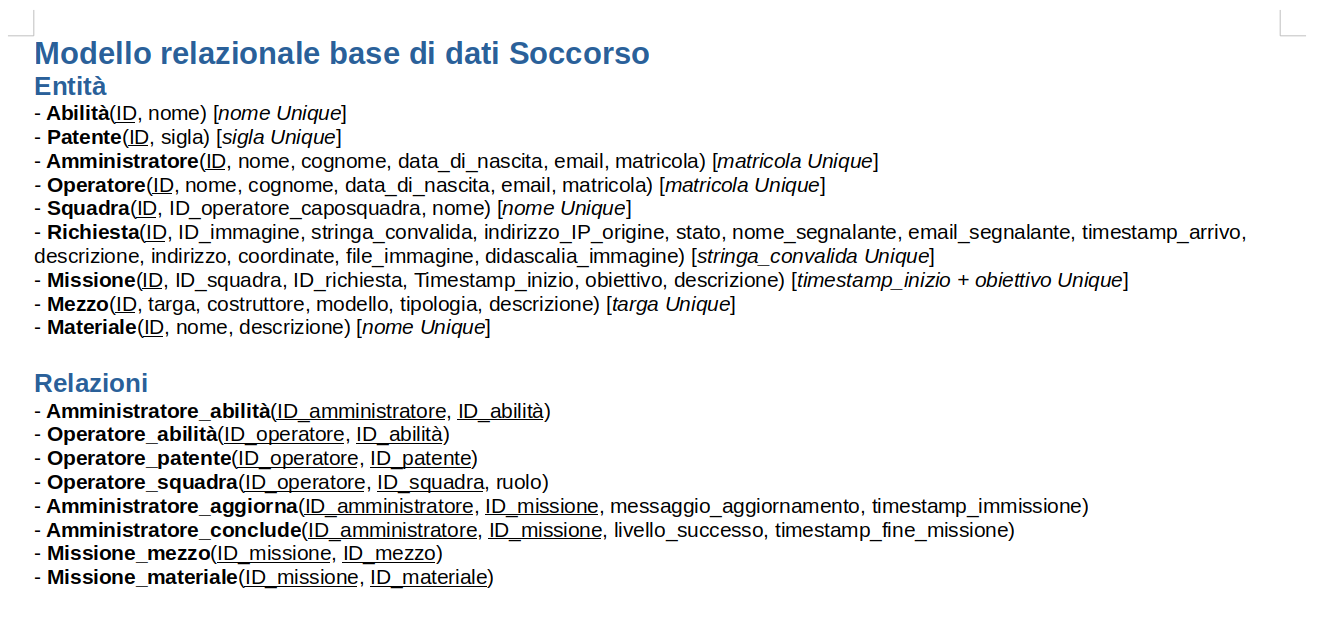 Modello relazionale base di dati Soccorso
Entità
- Abilità(ID, nome) [nome Unique]
- Patente(ID, sigla) [sigla Unique]
- Amministratore(ID, nome, cognome, data_di_nascita, email, matricola) [matricola Unique]
- Operatore(ID, nome, cognome, data_di_nascita, email, matricola) [matricola Unique]
- Squadra(ID, ID_operatore_caposquadra, nome) [nome Unique]
- Richiesta(ID, ID_immagine, stringa_convalida, indirizzo_IP_origine, stato, nome_segnalante, email_segnalante, timestamp_arrivo,
descrizione, indirizzo, coordinate, file_immagine, didascalia_immagine) [stringa_convalida Unique]
- Missione(ID, ID_squadra, ID_richiesta, Timestamp_inizio, obiettivo, descrizione) [timestamp_inizio + obiettivo Unique]
- Mezzo(ID, targa, costruttore, modello, tipologia, descrizione) [targa Unique]
- Materiale(ID, nome, descrizione) [nome Unique]
Relazioni
- Amministratore_abilità(ID_amministratore, ID_abilità)
- Operatore_abilità(ID_operatore, ID_abilità)
- Operatore_patente(ID_operatore, ID_patente)
- Operatore_squadra(ID_operatore, ID_squadra, ruolo)
- Amministratore_aggiorna(ID_amministratore, ID_missione, messaggio_aggiornamento, timestamp_immissione)
- Amministratore_conclude(ID_amministratore, ID_missione, livello_successo, timestamp_fine_missione)
- Missione_mezzo(ID_missione, ID_mezzo)
- Missione_materiale(ID_missione, ID_materiale)